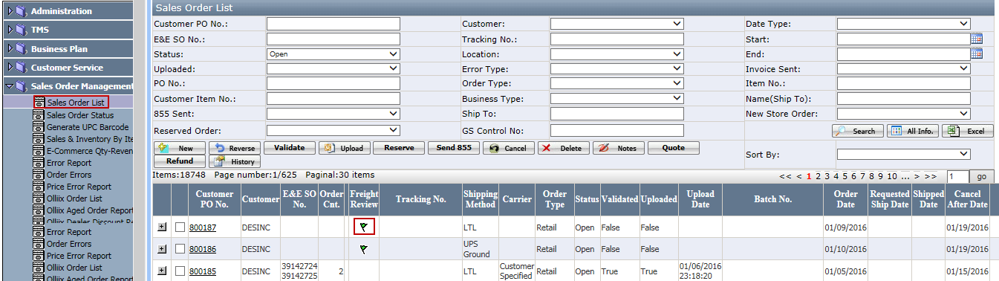 Administration
TMS
Business Plan
Customer Service
Sales Order Management
Sales Order List
Sales Order Status
Generate UPC Barcode
Sales & Inventory By Ite
E-Commerce Qty-Reven
Error Report
Order Errors
Price Error Report
Olliix Order List
Olliix Aged Order Report
Olliix Dealer Discount Re
Error Report
Order Errors
Price Error Report
Olliix Order List
Olliix Aged Order Report
Sales Order List
Customer PO No.: Customer: Date Type:
E&E SO No.: Tracking No.: Start:
Status: Open Location: End:
Uploaded: Error Type: Invoice Sent:
PO No.: Order Type: Item No.:
Customer Item No.: Business Type: Name(Ship To):
855 Sent: Ship To: New Store Order:
Reserved Order: GS Control No: Search All Info. Excel
New Reverse Validate Upload Reserve Send 855 Cancel Delete Notes Quote
Refund History Sort By:
Items:18748 Page number:1/625 Paginal:30 items << < 1 2 3 4 5 6 7 8 9 10 ... > >> 1 go
Customer PO No. Customer E&E SO No. Order Cnt. Freight Review Tracking No. Shipping Method Carrier Order Type Status Validated Uploaded Upload Date Batch No. Order Date Requested Ship Date Shipped Date Cancel After Date
800187 DESINC LTL Retail Open False False 01/09/2016 01/19/2016
800186 DESINC UPS Ground Retail Open False False 01/10/2016 01/19/2016
800185 DESINC 39142724 39142725 2 LTL Customer Specified Retail Open True True 01/06/2016 23:18:20 01/05/2016 01/15/2016